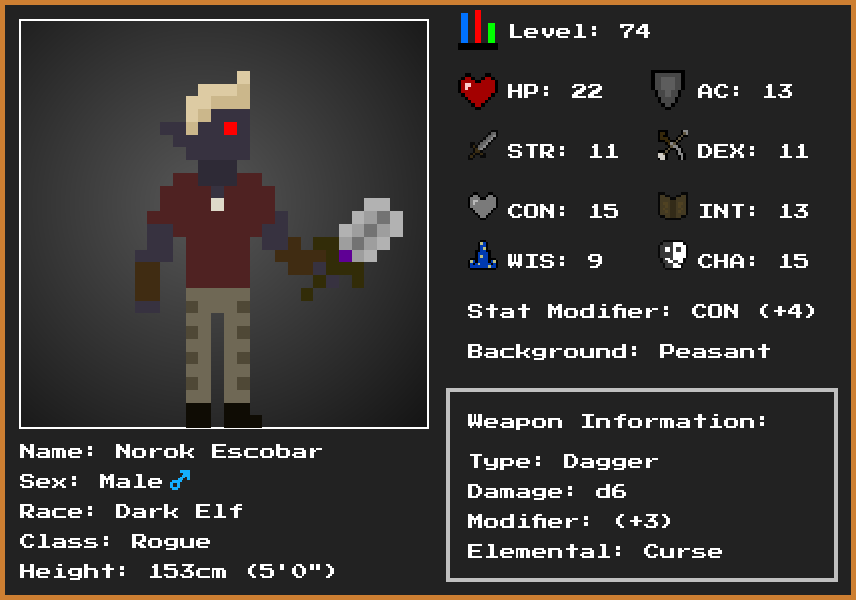 Level: 74
HP: 22 AC: 13
STR: 11 DEX: 11
CON: 15 INT: 13
WIS: 9 CHA: 15
Stat Modifier: CON (+4)
Background: Peasant
Weapon Information:
Type: Dagger
Damage: d6
Modifier: (+3)
Elemental: Curse
Name: Norok Escobar
Sex: Male ♂
Race: Dark Elf
Class: Rogue
Height: 153cm (5'0")